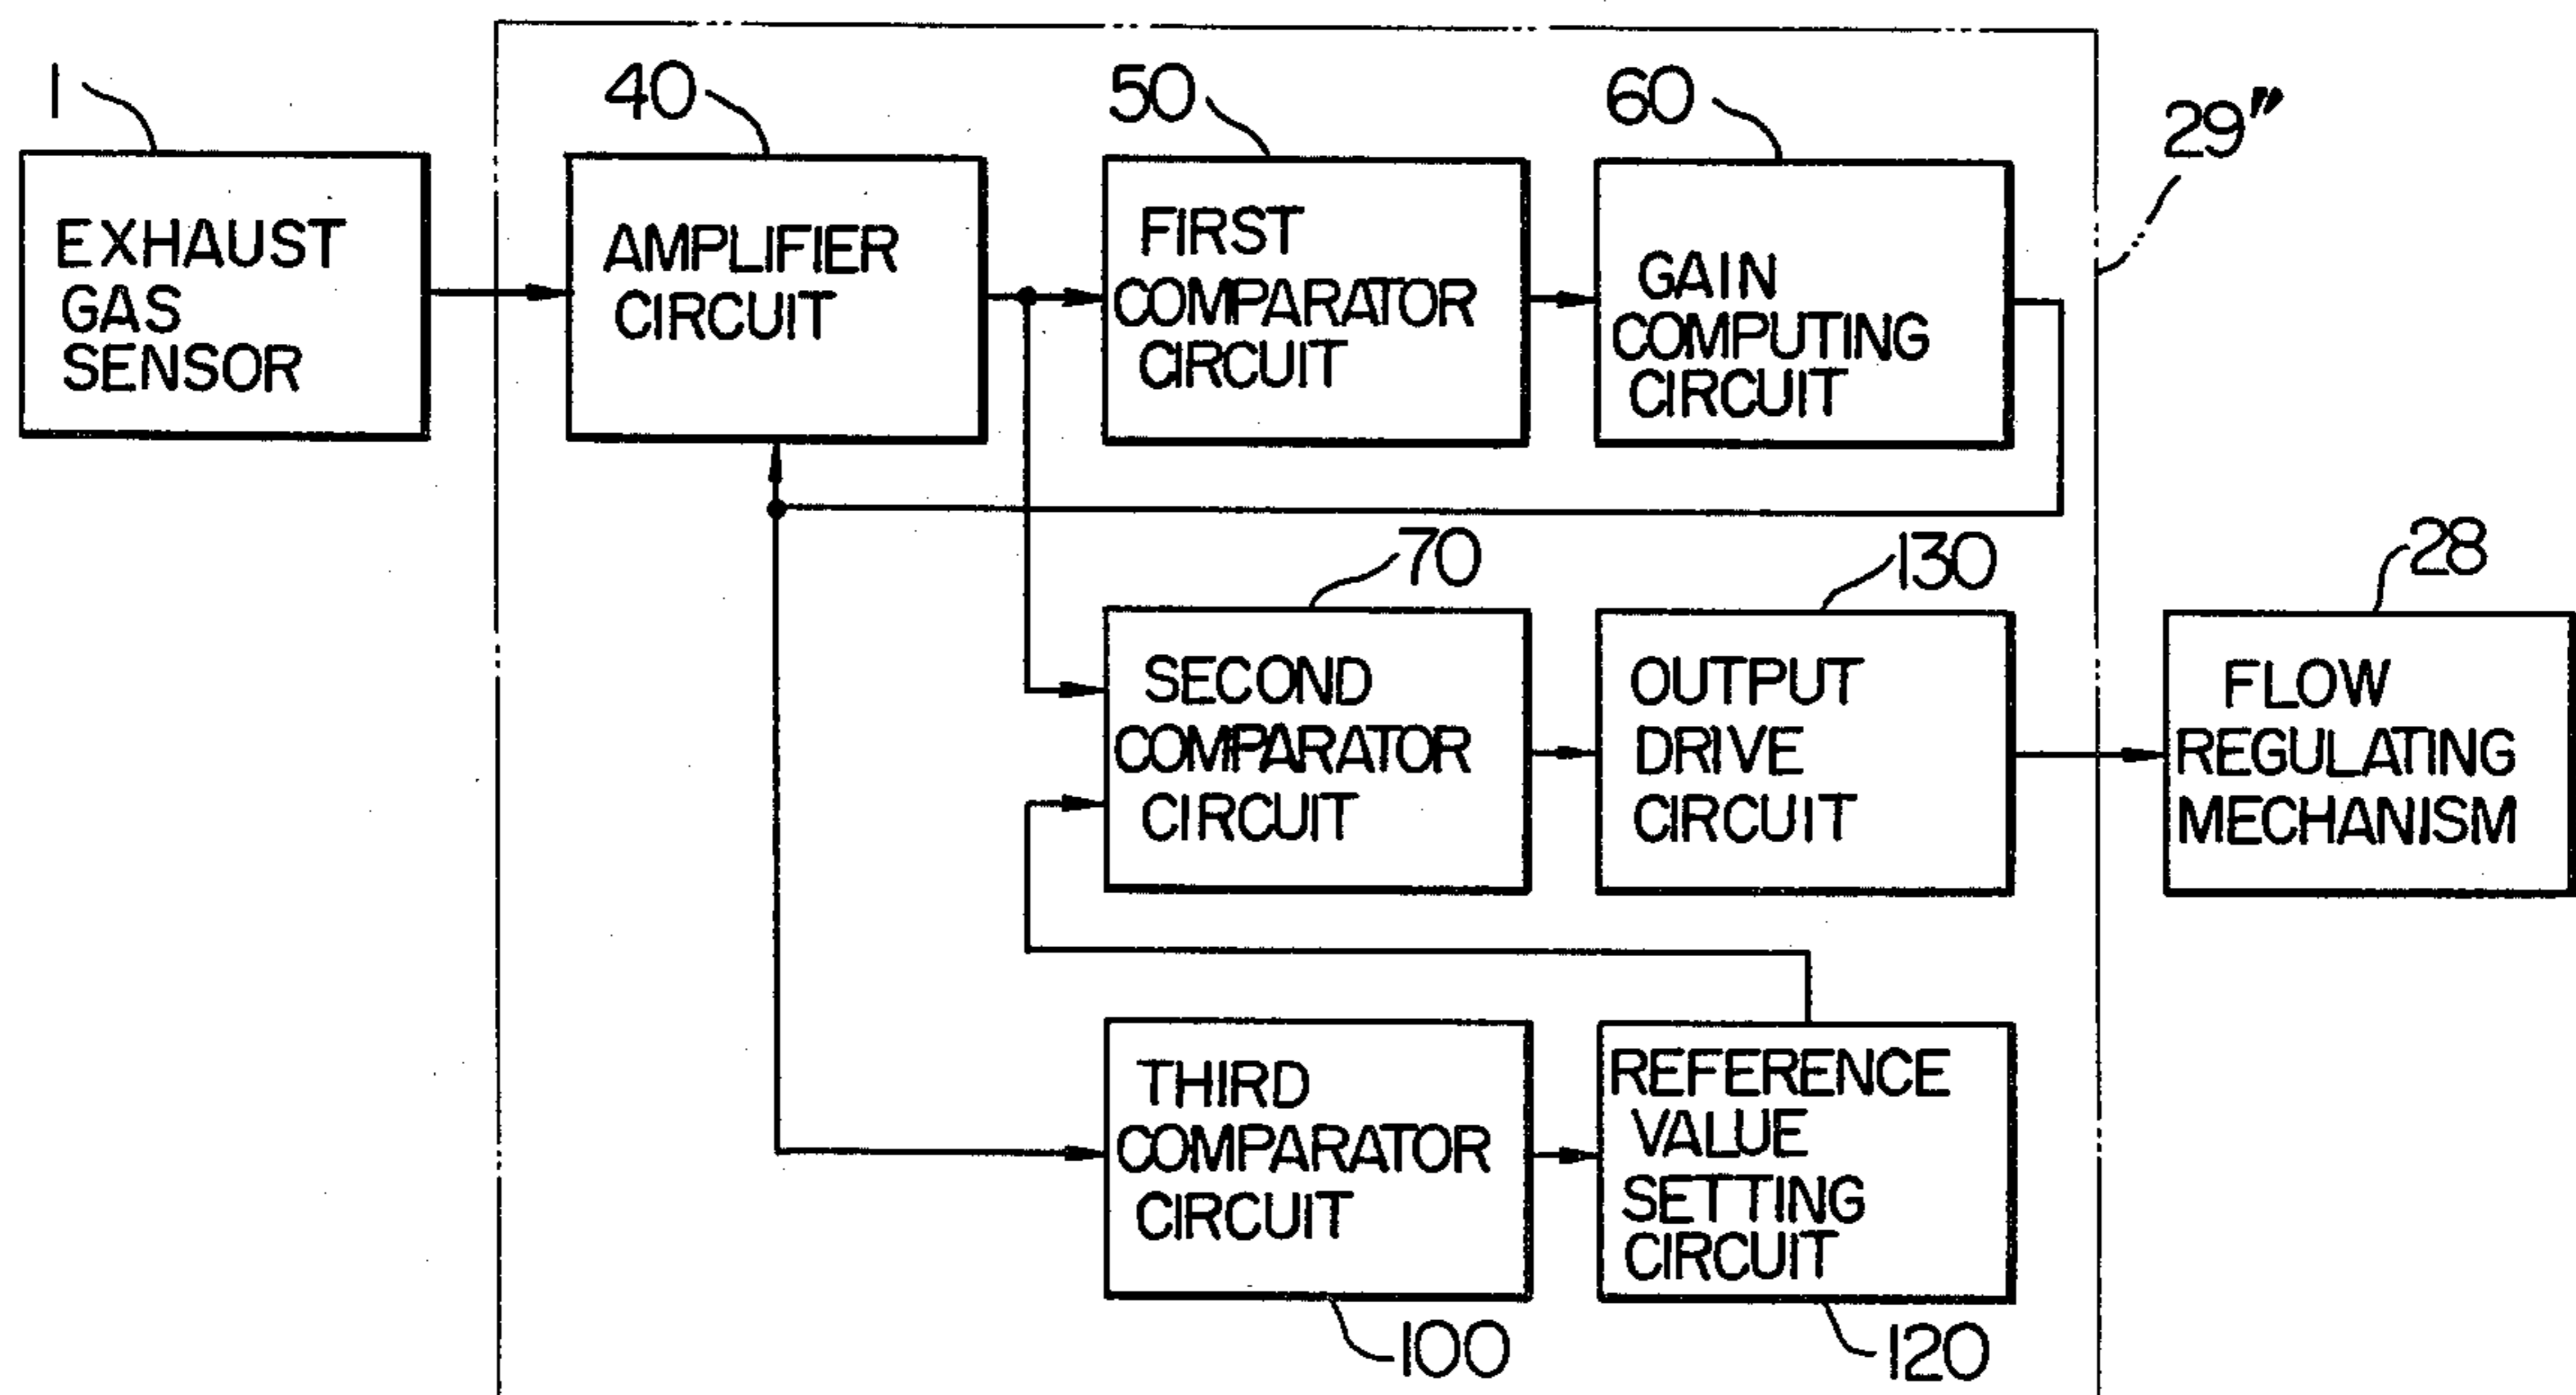 1
EXHAUST
GAS
SENSOR
40
AMPLIFIER
CIRCUIT
50
FIRST
COMPARATOR
CIRCUIT
60
GAIN
COMPUTING
CIRCUIT
29"
70
SECOND
COMPARATOR
CIRCUIT
130
OUTPUT
DRIVE
CIRCUIT
28
FLOW
REGULATING
MECHANISM
THIRD
COMPARATOR
CIRCUIT
100
REFERENCE
VALUE
SETTING
CIRCUIT
120